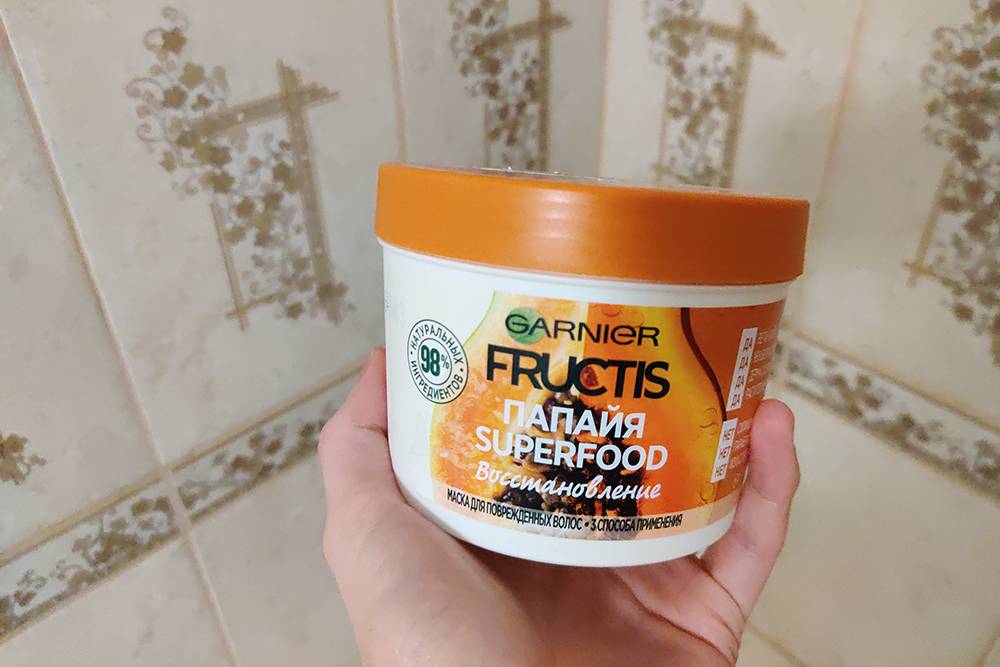 НАТУРАЛЬНЫХ
98%
ИНГРЕДИЕНТОВ
GARNIER
FRUCTIS
ПАПАЙЯ
SUPERFOOD
Восстановление
МАСКА ДЛЯ ПОВРЕЖДЕННЫХ ВОЛОС • 3 СПОСОБА ПРИМЕНЕНИЯ
ДА
ДА
ДА
ДА
НЕТ
НЕТ
НЕТ